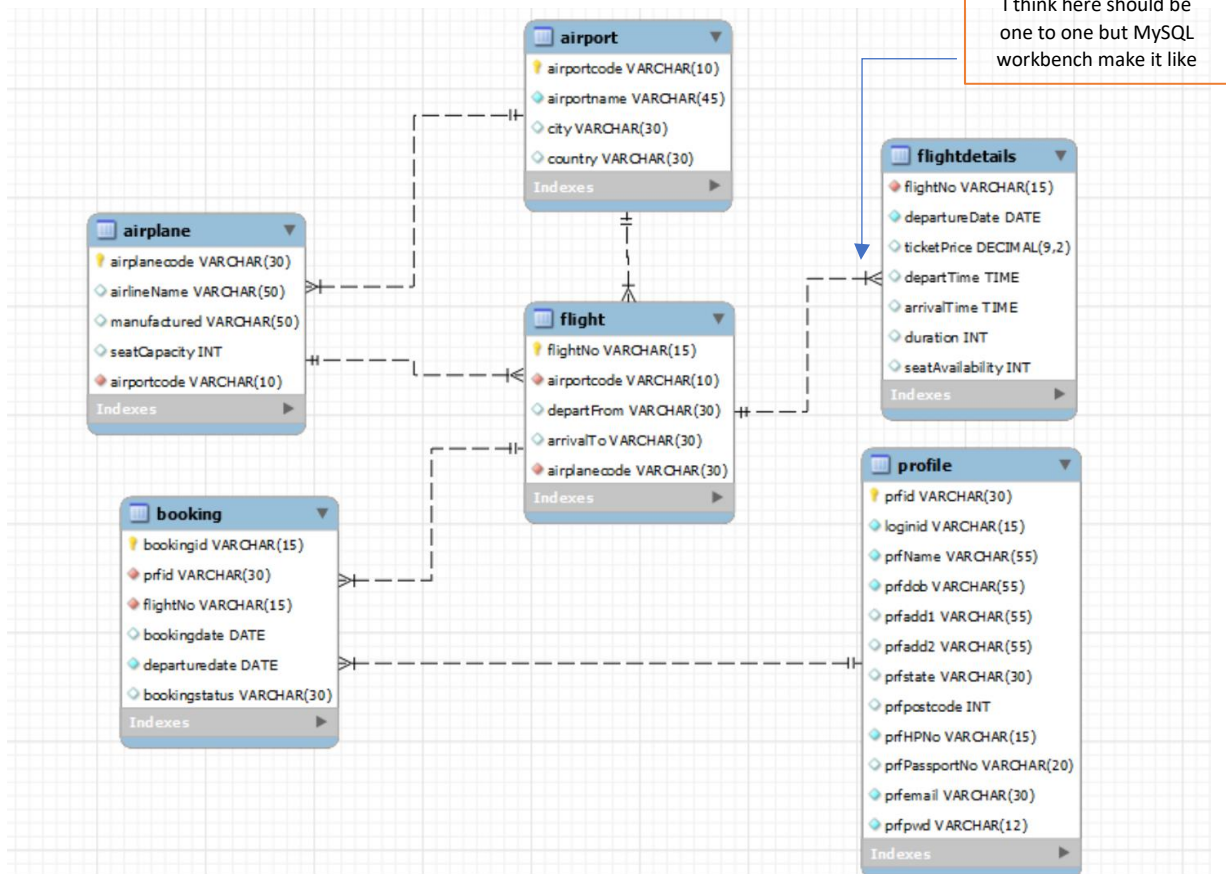 I think here should be
one to one but MySQL
workbench make it like
airport
airportcode VARCHAR(10)
airportname VARCHAR(45)
city VARCHAR(30)
country VARCHAR(30)
Indexes
flightdetails
flightNo VARCHAR(15)
departureDate DATE
ticketPrice DECIMAL(9,2)
departTime TIME
arrivalTime TIME
duration INT
seatAvailability INT
Indexes
airplane
airplanecode VARCHAR(30)
airlineName VARCHAR(50)
manufactured VARCHAR(50)
seatCapacity INT
airportcode VARCHAR(10)
Indexes
flight
flightNo VARCHAR(15)
airportcode VARCHAR(10)
departFrom VARCHAR(30)
arrivalTo VARCHAR(30)
airplanecode VARCHAR(30)
Indexes
booking
bookingid VARCHAR(15)
prfid VARCHAR(30)
flightNo VARCHAR(15)
bookingdate DATE
departuredate DATE
bookingstatus VARCHAR(30)
Indexes
profile
prfid VARCHAR(30)
loginid VARCHAR(15)
prfName VARCHAR(55)
prfdob VARCHAR(55)
prfadd1 VARCHAR(55)
prfadd2 VARCHAR(55)
prfstate VARCHAR(30)
prfpostcode INT
prfHPNo VARCHAR(15)
prfPassportNo VARCHAR(20)
prfemail VARCHAR(30)
prfpwd VARCHAR(12)
Indexes